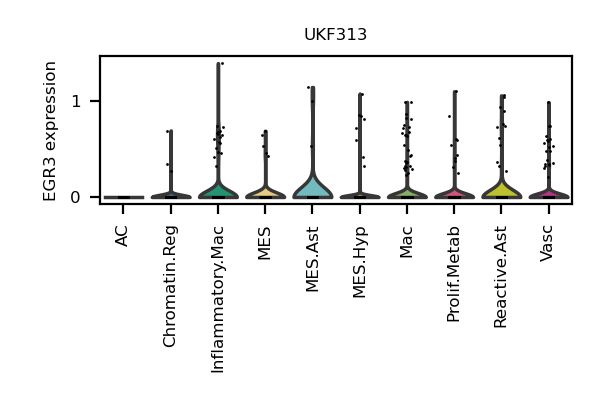 UKF313
EGR3 expression
1
0
AC
Chromatin.Reg
Inflammatory.Mac
MES
MES.Ast
MES.Hyp
Mac
Prolif.Metab
Reactive.Ast
Vasc